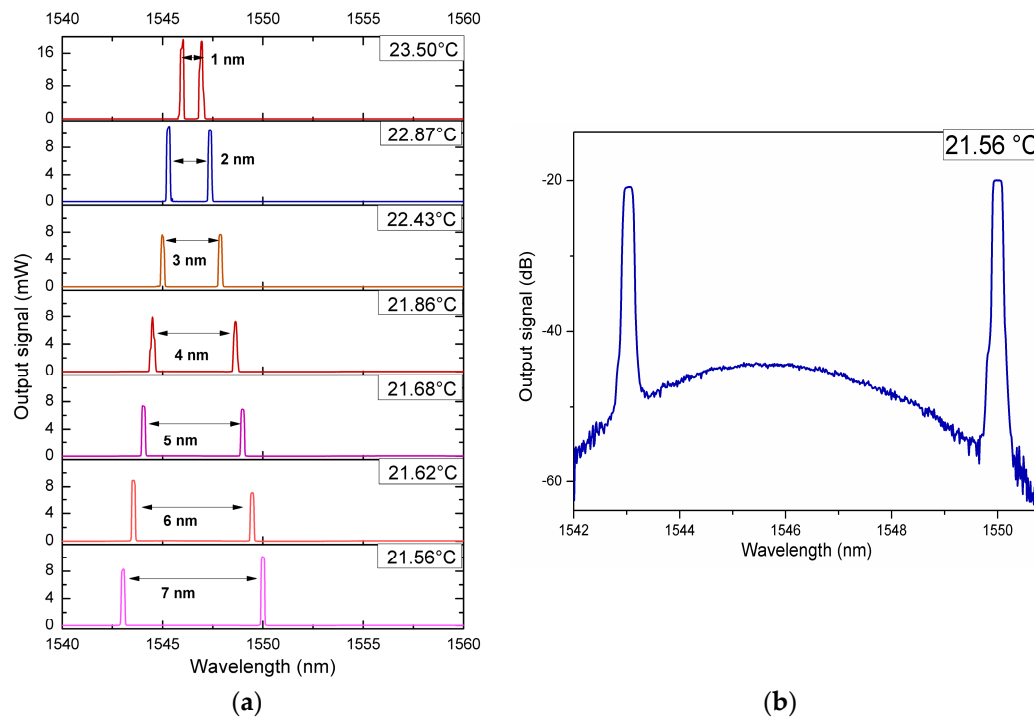 1540 1545 1550 1555 1560
Output signal (mW)
16
8
0
23.50°C
1 nm
8
4
0
22.87°C
2 nm
8
4
0
22.43°C
3 nm
8
4
0
21.86°C
4 nm
8
4
0
21.68°C
5 nm
8
4
0
21.62°C
6 nm
8
4
0
21.56°C
7 nm
1540 1545 1550 1555 1560
Wavelength (nm)
(a)
21.56 °C
Output signal (dB)
-20
-40
-60
1542 1544 1546 1548 1550
Wavelength (nm)
(b)